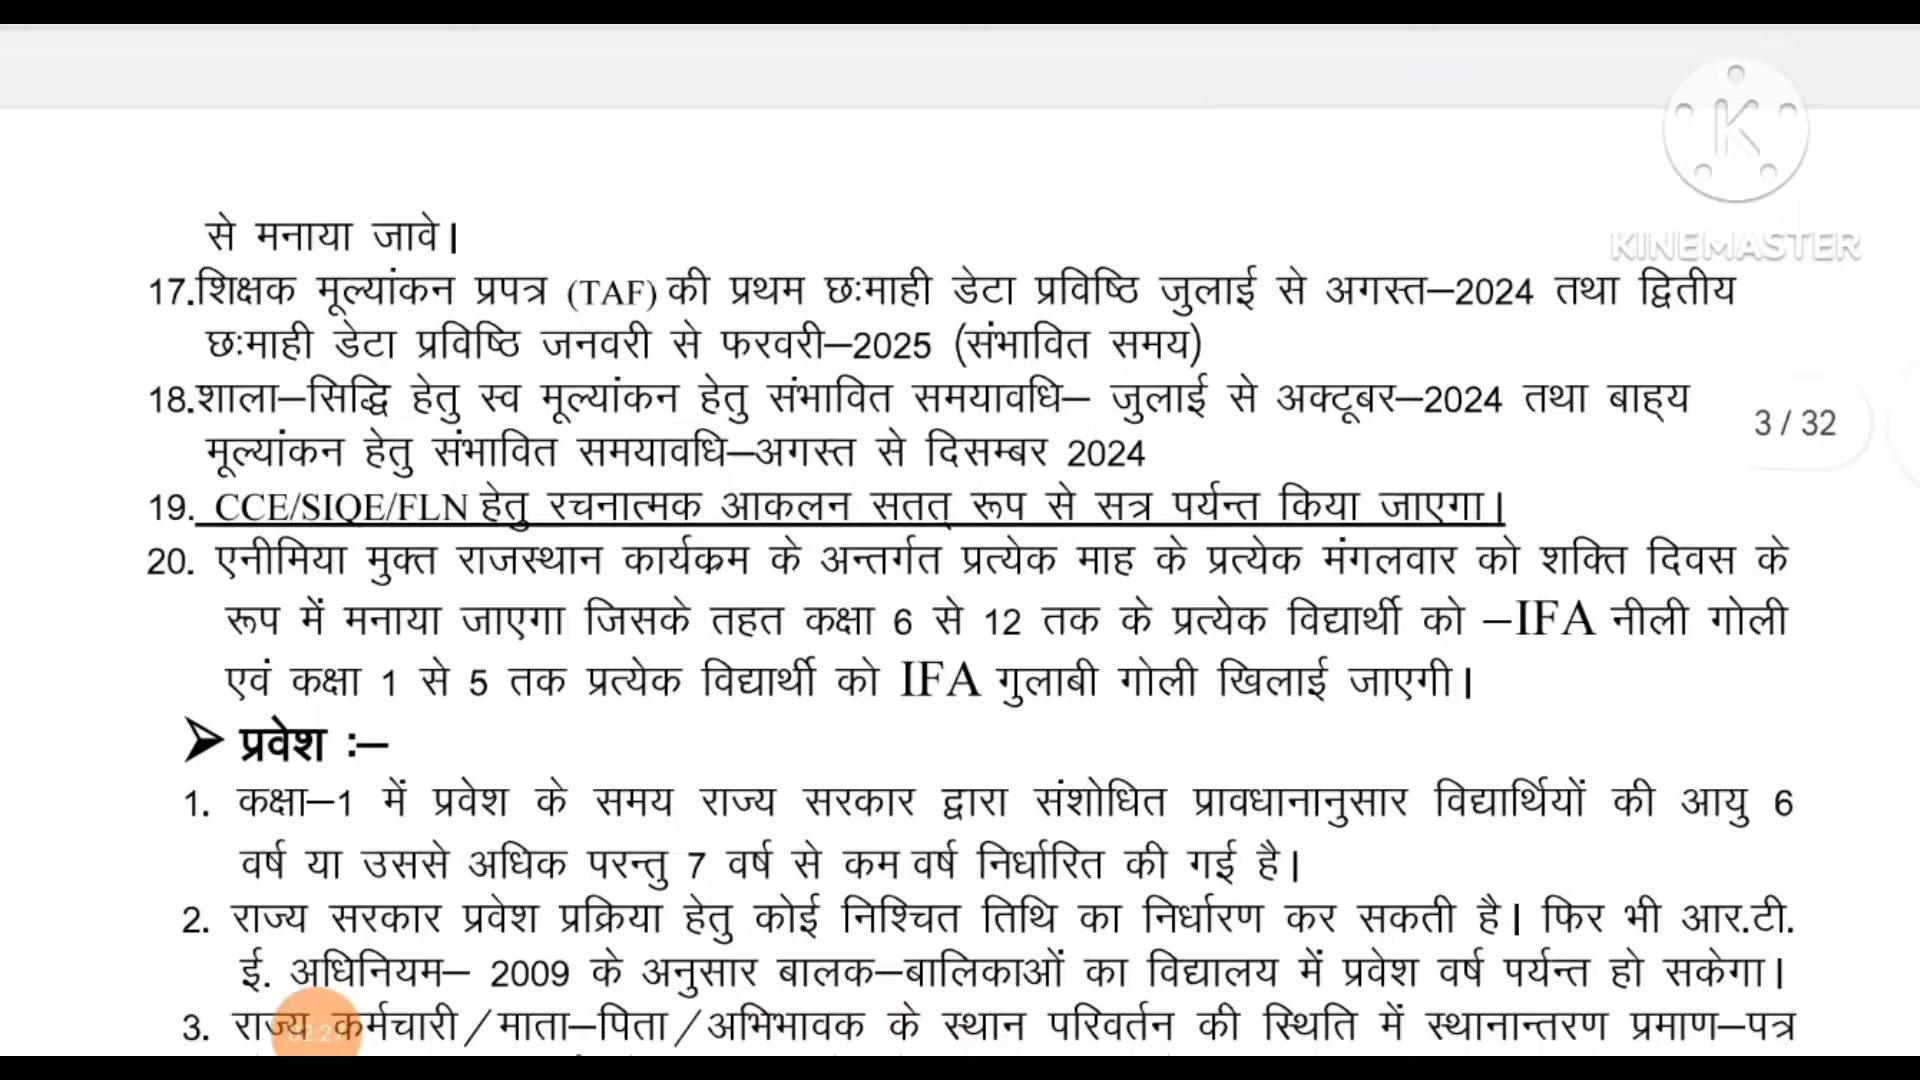 KINEMASTER
से मनाया जावे।
17.शिक्षक मूल्यांकन प्रपत्र (TAF) की प्रथम छःमाही डेटा प्रविष्ठि जुलाई से अगस्त–2024 तथा द्वितीय
छःमाही डेटा प्रविष्ठि जनवरी से फरवरी–2025 (संभावित समय)
18.शाला–सिद्धि हेतु स्व मूल्यांकन हेतु संभावित समयावधि– जुलाई से अक्टूबर–2024 तथा बाह्य
3 / 32
मूल्यांकन हेतु संभावित समयावधि–अगस्त से दिसम्बर 2024
19. CCE/SIQE/FLN हेतु रचनात्मक आकलन सतत् रूप से सत्र पर्यन्त किया जाएगा।
20. एनीमिया मुक्त राजस्थान कार्यक्रम के अन्तर्गत प्रत्येक माह के प्रत्येक मंगलवार को शक्ति दिवस के
रूप में मनाया जाएगा जिसके तहत कक्षा 6 से 12 तक के प्रत्येक विद्यार्थी को –IFA नीली गोली
एवं कक्षा 1 से 5 तक प्रत्येक विद्यार्थी को IFA गुलाबी गोली खिलाई जाएगी।
➢ प्रवेश :–
1. कक्षा–1 में प्रवेश के समय राज्य सरकार द्वारा संशोधित प्रावधानानुसार विद्यार्थियों की आयु 6
वर्ष या उससे अधिक परन्तु 7 वर्ष से कम वर्ष निर्धारित की गई है।
2. राज्य सरकार प्रवेश प्रक्रिया हेतु कोई निश्चित तिथि का निर्धारण कर सकती है। फिर भी आर.टी.
ई. अधिनियम– 2009 के अनुसार बालक–बालिकाओं का विद्यालय में प्रवेश वर्ष पर्यन्त हो सकेगा।
3. राज्य कर्मचारी/माता–पिता/अभिभावक के स्थान परिवर्तन की स्थिति में स्थानान्तरण प्रमाण–पत्र